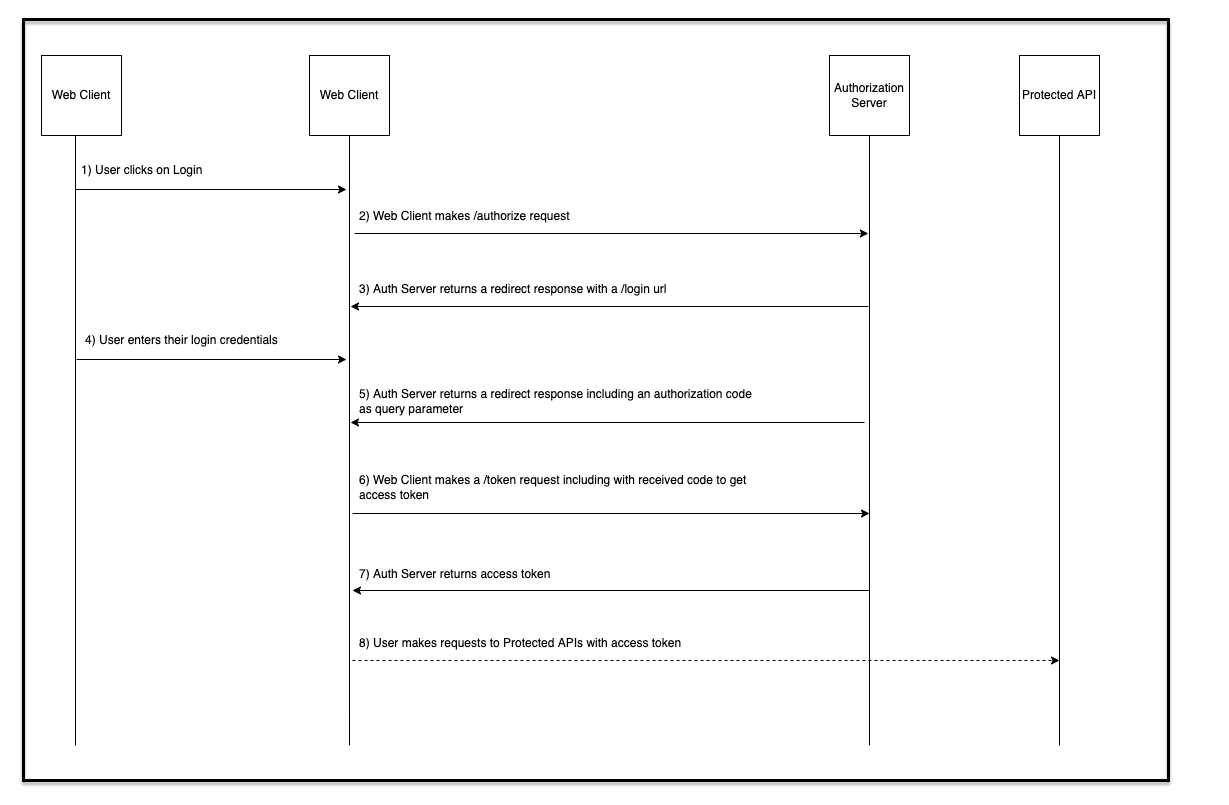 Web Client
Web Client
Authorization
Server
Protected API
1) User clicks on Login
2) Web Client makes /authorize request
3) Auth Server returns a redirect response with a /login url
4) User enters their login credentials
5) Auth Server returns a redirect response including an authorization code
as query parameter
6) Web Client makes a /token request including with received code to get
access token
7) Auth Server returns access token
8) User makes requests to Protected APIs with access token